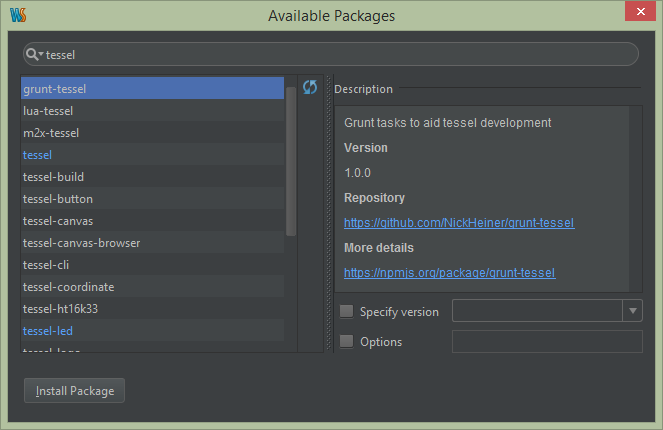 WS
Available Packages
tessel
grunt-tessel
lua-tessel
m2x-tessel
tessel
tessel-build
tessel-button
tessel-canvas
tessel-canvas-browser
tessel-cli
tessel-coordinate
tessel-ht16k33
tessel-led
Description
Grunt tasks to aid tessel development
Version
1.0.0
Repository
https://github.com/NickHeiner/grunt-tessel
More details
https://npmjs.org/package/grunt-tessel
Specify version
Options
Install Package